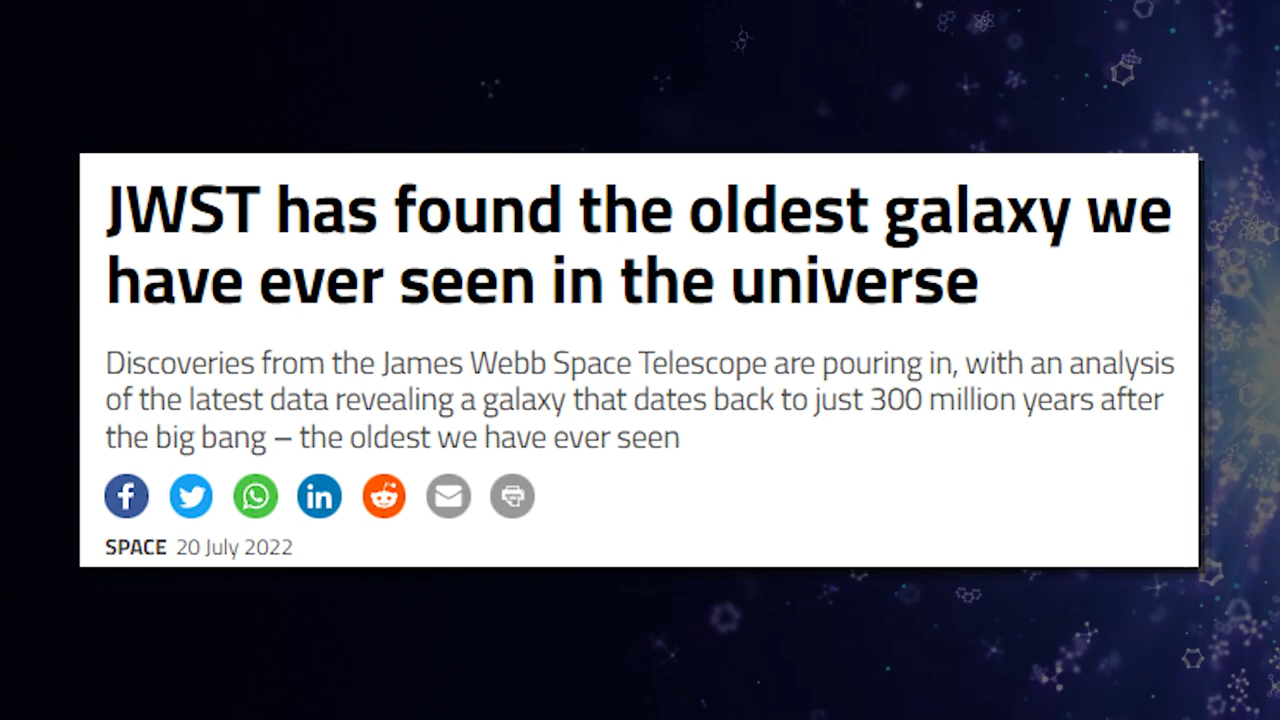 JWST has found the oldest galaxy we
have ever seen in the universe
Discoveries from the James Webb Space Telescope are pouring in, with an analysis
of the latest data revealing a galaxy that dates back to just 300 million years after
the big bang – the oldest we have ever seen
SPACE 20 July 2022